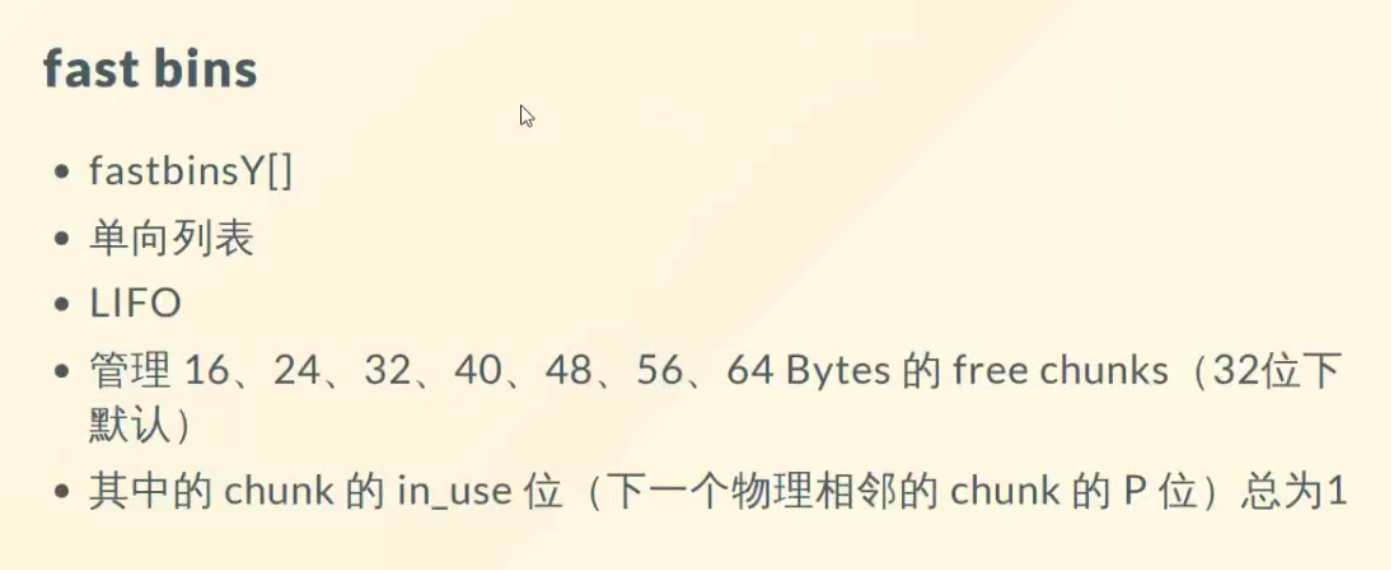 fast bins
• fastbinsY[]
• 单向列表
• LIFO
• 管理 16、24、32、40、48、56、64 Bytes 的 free chunks（32位下
默认）
• 其中的 chunk 的 in_use 位（下一个物理相邻的 chunk 的 P 位）总为1